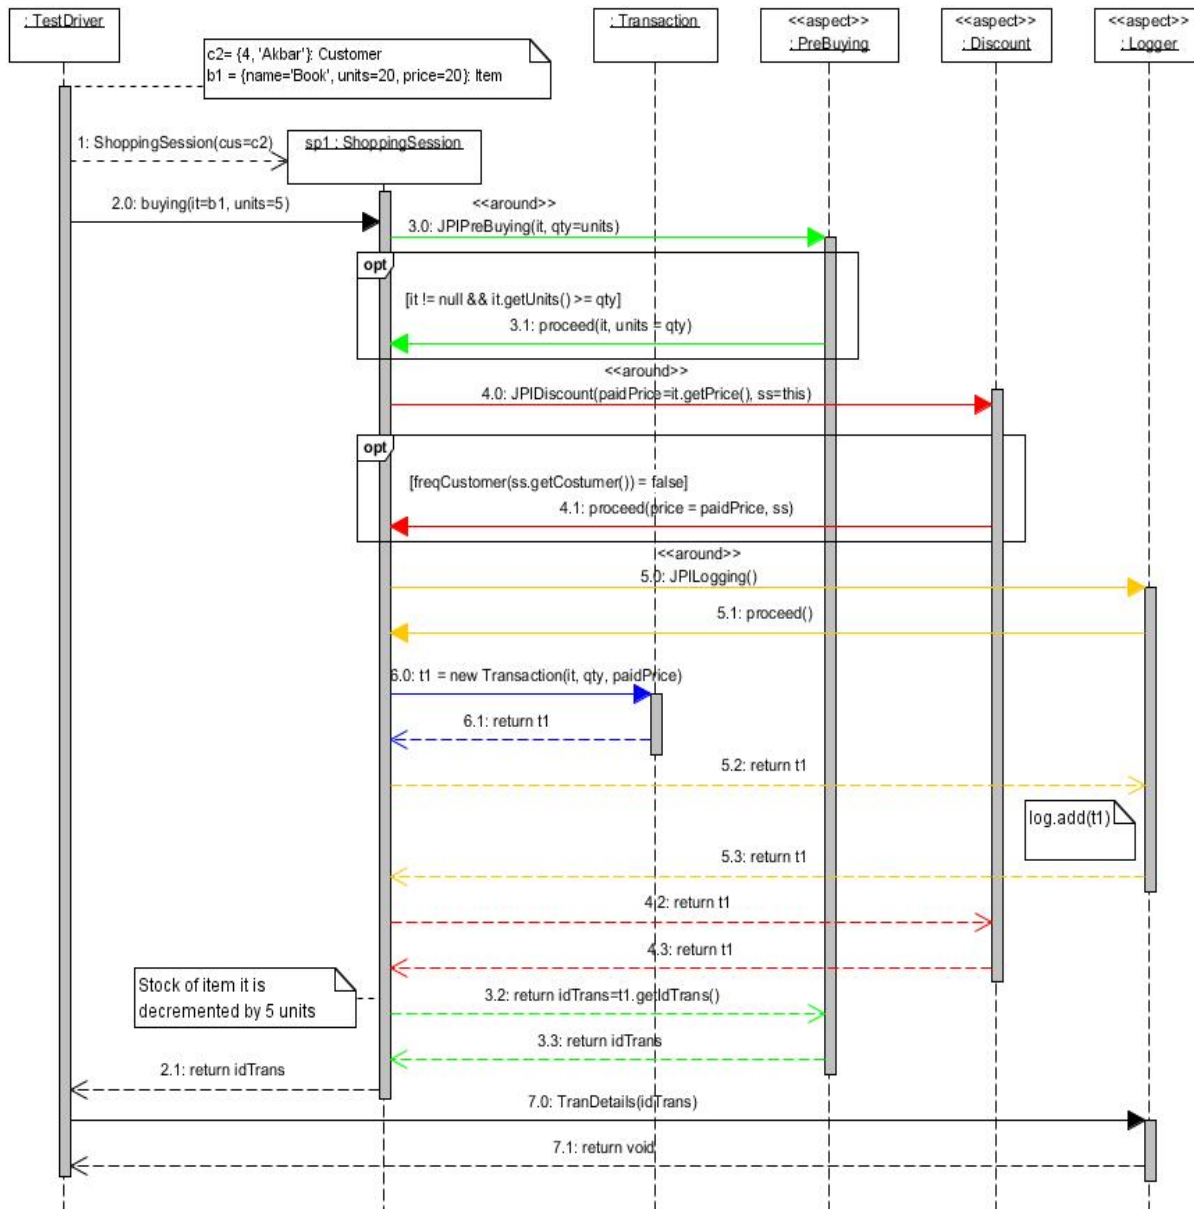 : TestDriver
: Transaction
<<aspect>>
: PreBuying
<<aspect>>
: Discount
<<aspect>>
: Logger
c2= {4, 'Akbar'}: Customer
b1 = {name='Book', units=20, price=20}: Item
1: ShoppingSession(cus=c2)
sp1 : ShoppingSession
2.0: buying(it=b1, units=5)
<<around>>
3.0: JPIPreBuying(it, qty=units)
opt
[it != null && it.getUnits() >= qty]
3.1: proceed(it, units = qty)
<<around>>
4.0: JPIDiscount(paidPrice=it.getPrice(), ss=this)
opt
[freqCustomer(ss.getCostumer()) = false]
4.1: proceed(price = paidPrice, ss)
<<around>>
5.0: JPILogging()
5.1: proceed()
6.0: t1 = new Transaction(it, qty, paidPrice)
6.1: return t1
5.2: return t1
log.add(t1)
5.3: return t1
4.2: return t1
4.3: return t1
Stock of item it is
decremented by 5 units
3.2: return idTrans=t1.getIdTrans()
3.3: return idTrans
2.1: return idTrans
7.0: TranDetails(idTrans)
7.1: return void